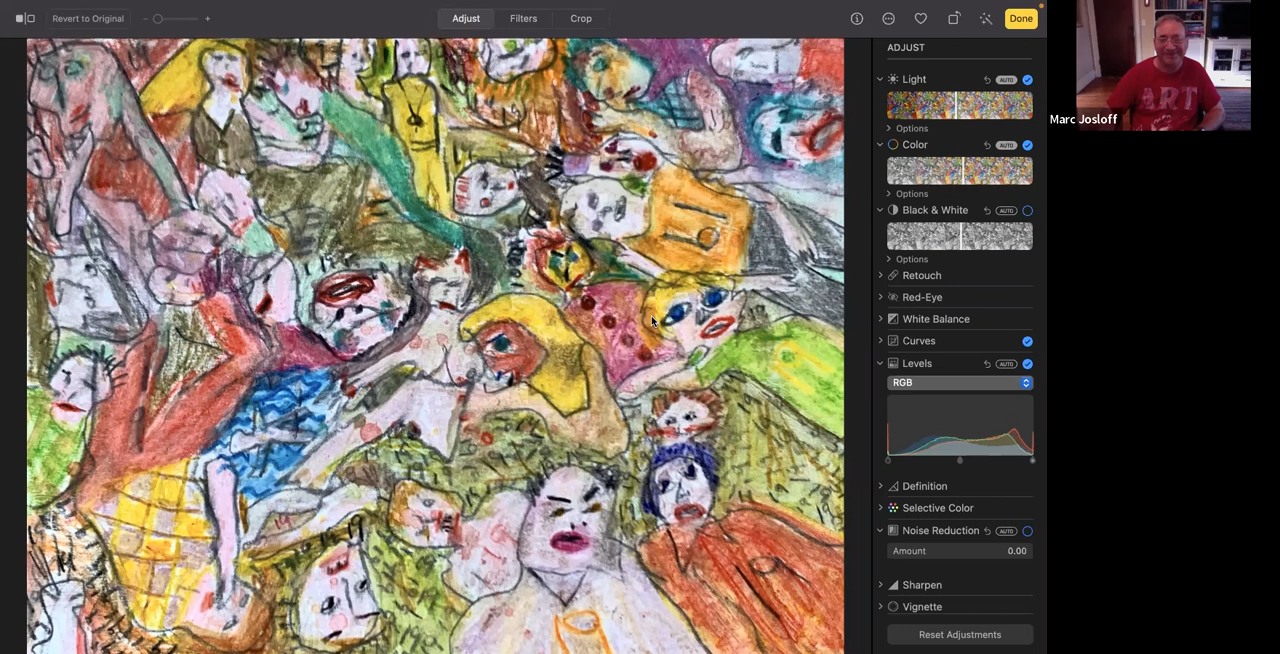 Revert to Original
Adjust
Filters
Crop
Done
ADJUST
Light
AUTO
Options
Color
AUTO
Options
Black & White
AUTO
Options
Retouch
Red-Eye
White Balance
Curves
Levels
AUTO
RGB
Definition
Selective Color
Noise Reduction
AUTO
Amount 0.00
Sharpen
Vignette
Reset Adjustments
ART
Marc Josloff